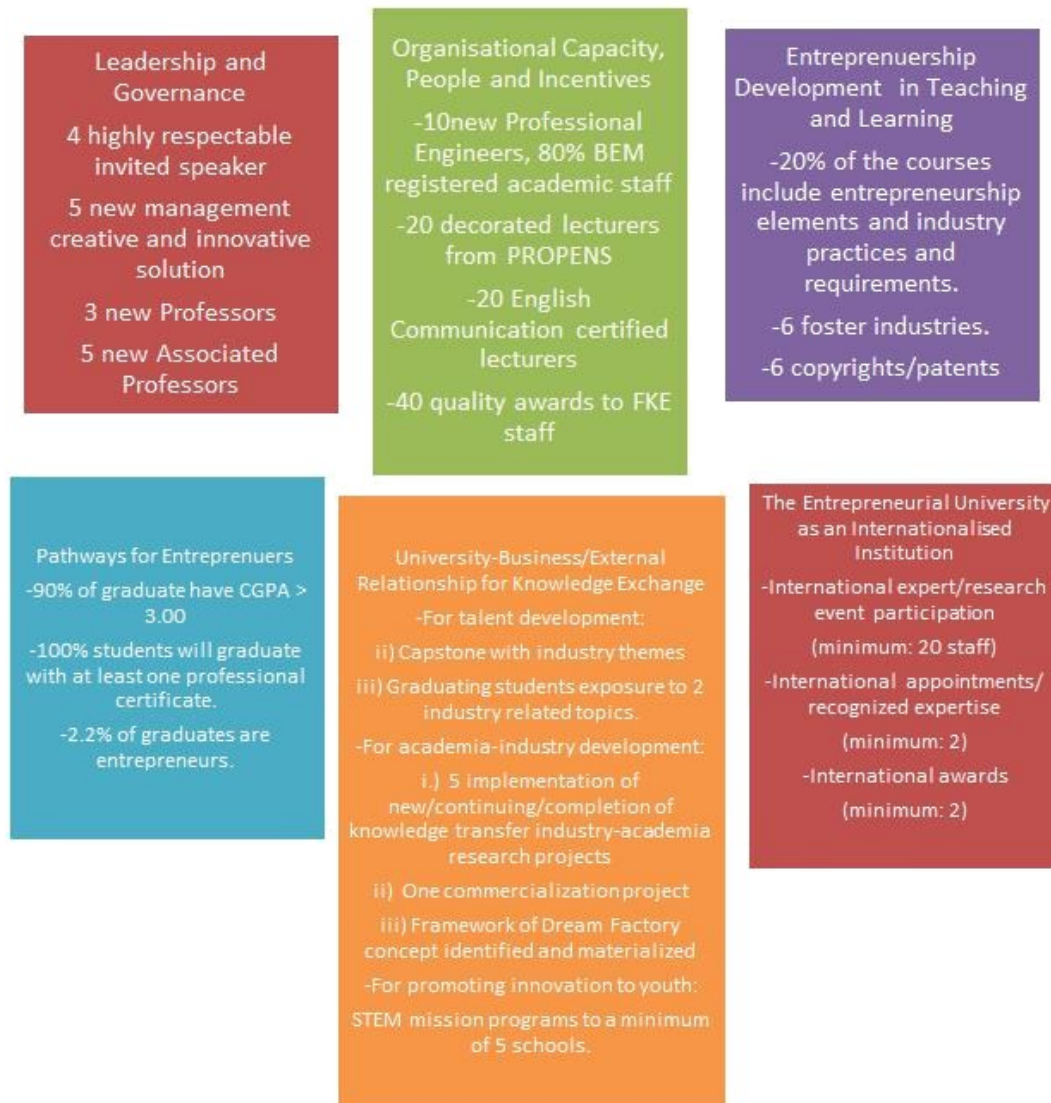 Leadership and
Governance
4 highly respectable
invited speaker
5 new management
creative and innovative
solution
3 new Professors
5 new Associated
Professors
Organisational Capacity,
People and Incentives
-10new Professional
Engineers, 80% BEM
registered academic staff
-20 decorated lecturers
from PROPENS
-20 English
Communication certified
lecturers
-40 quality awards to FKE
staff
Entreprenuership
Development in Teaching
and Learning
-20% of the courses
include entrepreneurship
elements and industry
practices and
requirements.
-6 foster industries.
-6 copyrights/patents
Pathways for Entreprenuers
-90% of graduate have CGPA >
3.00
-100% students will graduate
with at least one professional
certificate.
-2.2% of graduates are
entrepreneurs.
University-Business/External
Relationship for Knowledge Exchange
-For talent development:
ii) Capstone with industry themes
iii) Graduating students exposure to 2
industry related topics.
-For academia-industry development:
i.) 5 implementation of
new/continuing/completion of
knowledge transfer industry-academia
research projects
ii) One commercialization project
iii) Framework of Dream Factory
concept identified and materialized
-For promoting innovation to youth:
STEM mission programs to a minimum
of 5 schools.
The Entrepreneurial University
as an Internationalised
Institution
-International expert/research
event participation
(minimum: 20 staff)
-International appointments/
recognized expertise
(minimum: 2)
-International awards
(minimum: 2)